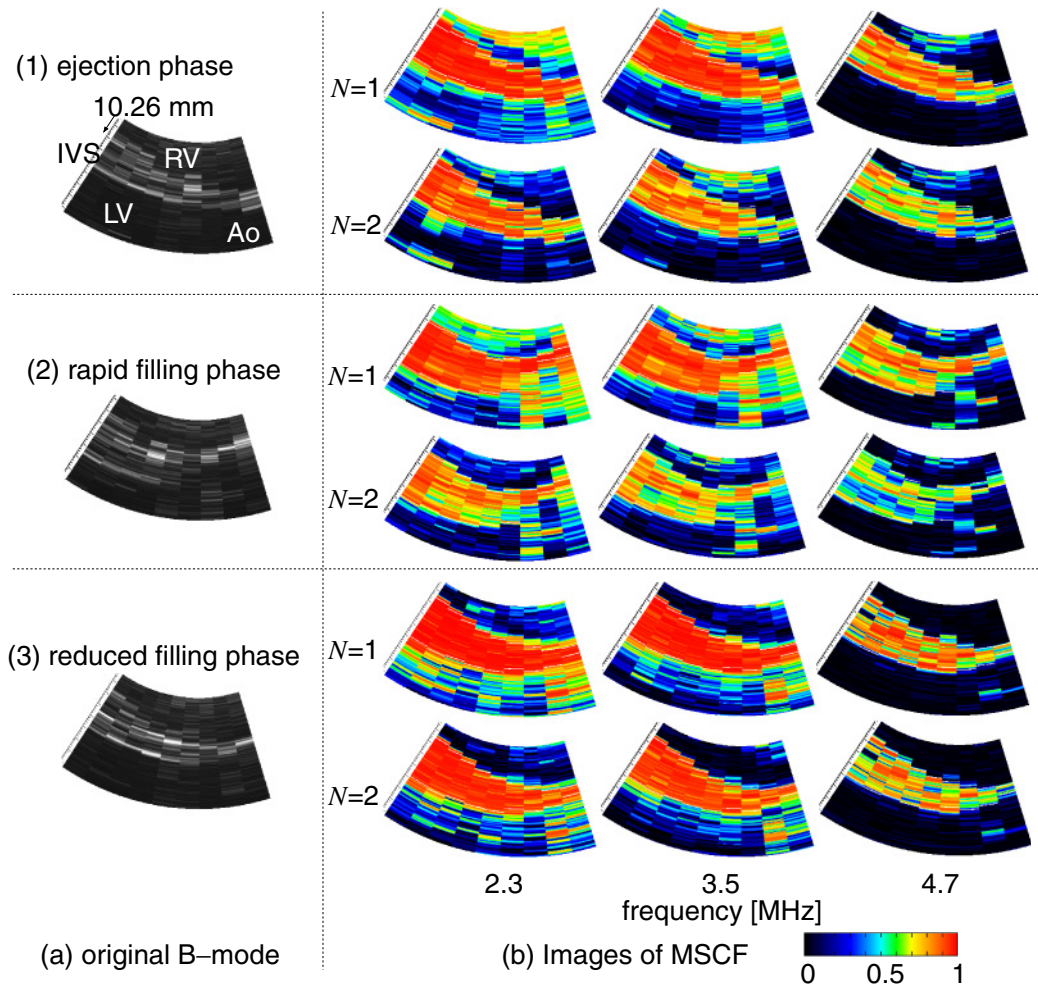 (1) ejection phase
10.26 mm
IVS
RV
LV
Ao
N=1
N=2
(2) rapid filling phase
N=1
N=2
(3) reduced filling phase
N=1
N=2
2.3 3.5 4.7
frequency [MHz]
(a) original B–mode
(b) Images of MSCF
0 0.5 1